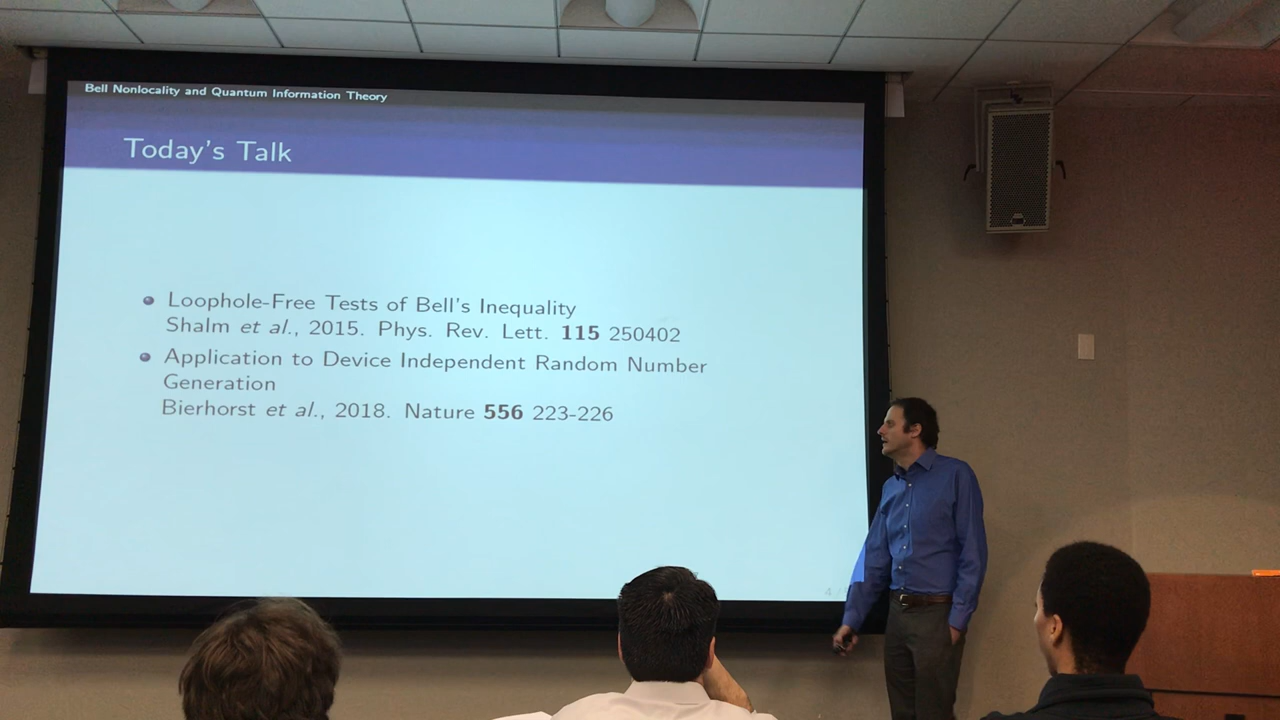 Bell Nonlocality and Quantum Information Theory
Today's Talk
Loophole-Free Tests of Bell's Inequality
Shalm et al., 2015. Phys. Rev. Lett. 115 250402
Application to Device Independent Random Number
Generation
Bierhorst et al., 2018. Nature 556 223-226